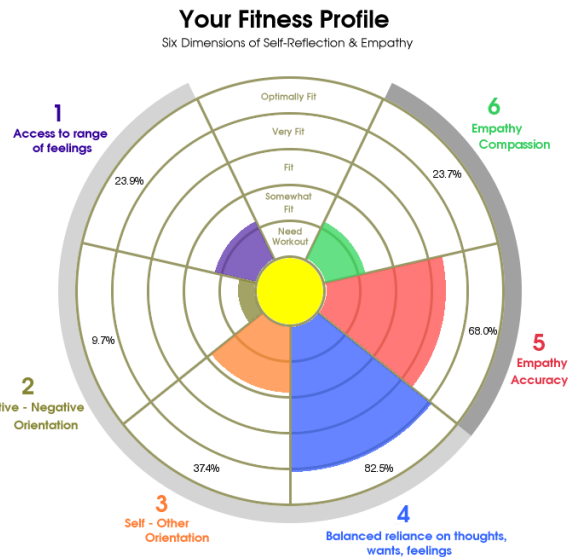 Your Fitness Profile
Six Dimensions of Self-Reflection & Empathy
Optimally Fit
Very Fit
Fit
Somewhat
Fit
Need
Workout
1
Access to range
of feelings
23.9%
6
Empathy
Compassion
23.7%
9.7%
68.0%
5
Empathy
Accuracy
2
tive - Negative
Orientation
37.4%
82.5%
3
Self - Other
Orientation
4
Balanced reliance on thoughts,
wants, feelings